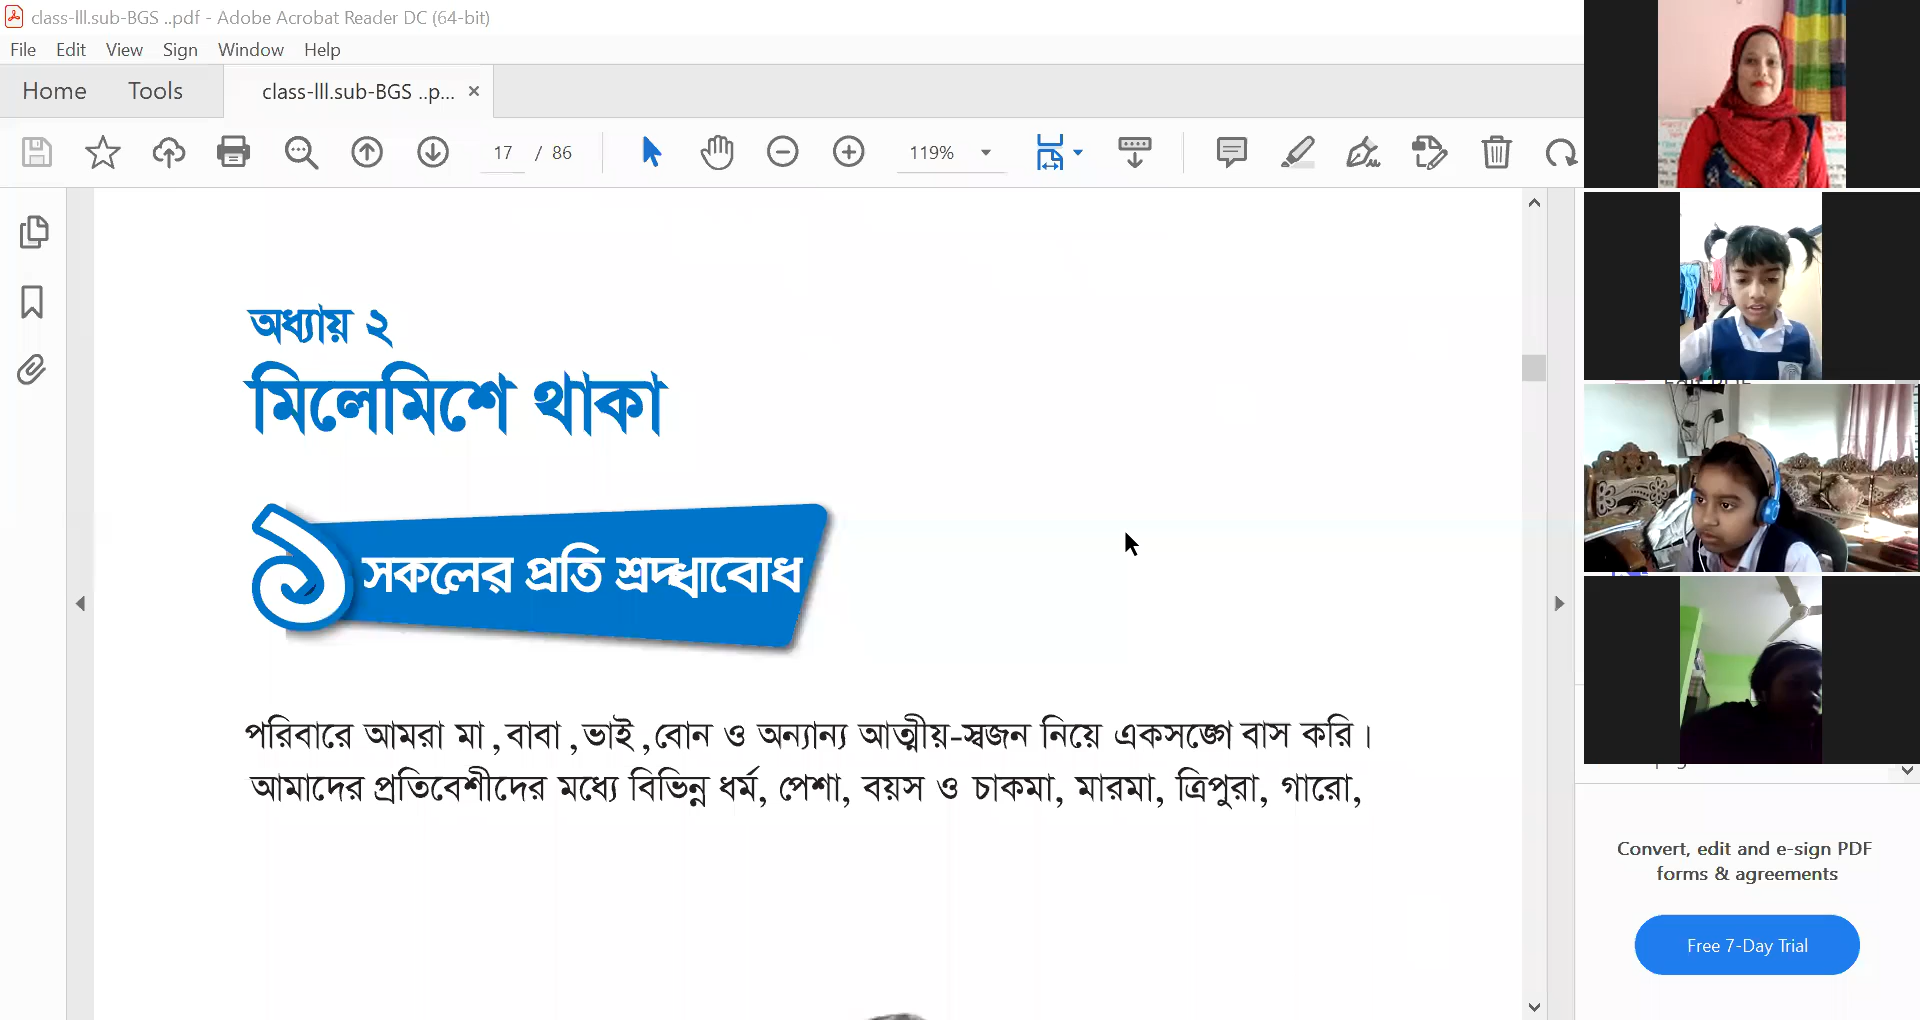 class-lll.sub-BGS ..pdf - Adobe Acrobat Reader DC (64-bit)
File Edit View Sign Window Help
Home Tools class-lll.sub-BGS ..p... ×
17 / 86 119%
অধ্যায় ২
মিলেমিশে থাকা
১ সকলের প্রতি শ্রদ্ধাবোধ
পরিবারে আমরা মা ,বাবা ,ভাই ,বোন ও অন্যান্য আত্মীয়-স্বজন নিয়ে একসঙ্গে বাস করি।
আমাদের প্রতিবেশীদের মধ্যে বিভিন্ন ধর্ম, পেশা, বয়স ও চাকমা, মারমা, ত্রিপুরা, গারো,
Convert, edit and e-sign PDF
forms & agreements
Free 7-Day Trial